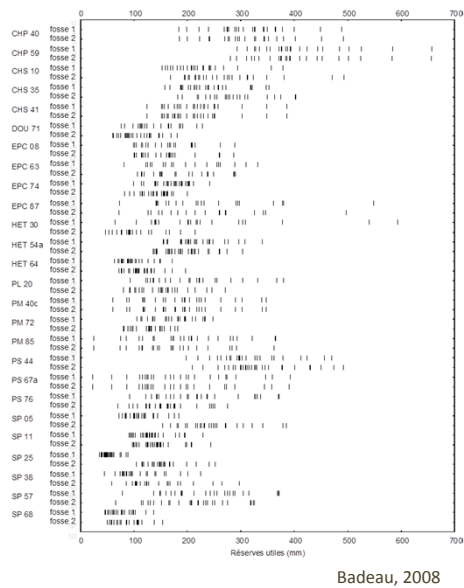 CHP 40 fosse 1
fosse 2
CHP 59 fosse 1
fosse 2
CHS 10 fosse 1
fosse 2
CHS 35 fosse 1
fosse 2
CHS 41 fosse 1
fosse 2
DOU 71 fosse 1
fosse 2
EPC 08 fosse 1
fosse 2
EPC 63 fosse 1
fosse 2
EPC 74 fosse 1
fosse 2
EPC 87 fosse 1
fosse 2
HET 30 fosse 1
fosse 2
HET 54a fosse 1
fosse 2
HET 64 fosse 1
fosse 2
PL 20 fosse 1
fosse 2
PM 40c fosse 1
fosse 2
PM 72 fosse 1
fosse 2
PM 85 fosse 1
fosse 2
PS 44 fosse 1
fosse 2
PS 67a fosse 1
fosse 2
PS 76 fosse 1
fosse 2
SP 05 fosse 1
fosse 2
SP 11 fosse 1
fosse 2
SP 25 fosse 1
fosse 2
SP 38 fosse 1
fosse 2
SP 57 fosse 1
fosse 2
SP 68 fosse 1
fosse 2
0 100 200 300 400 500 600 700
Réserves utiles (mm)
Badeau, 2008